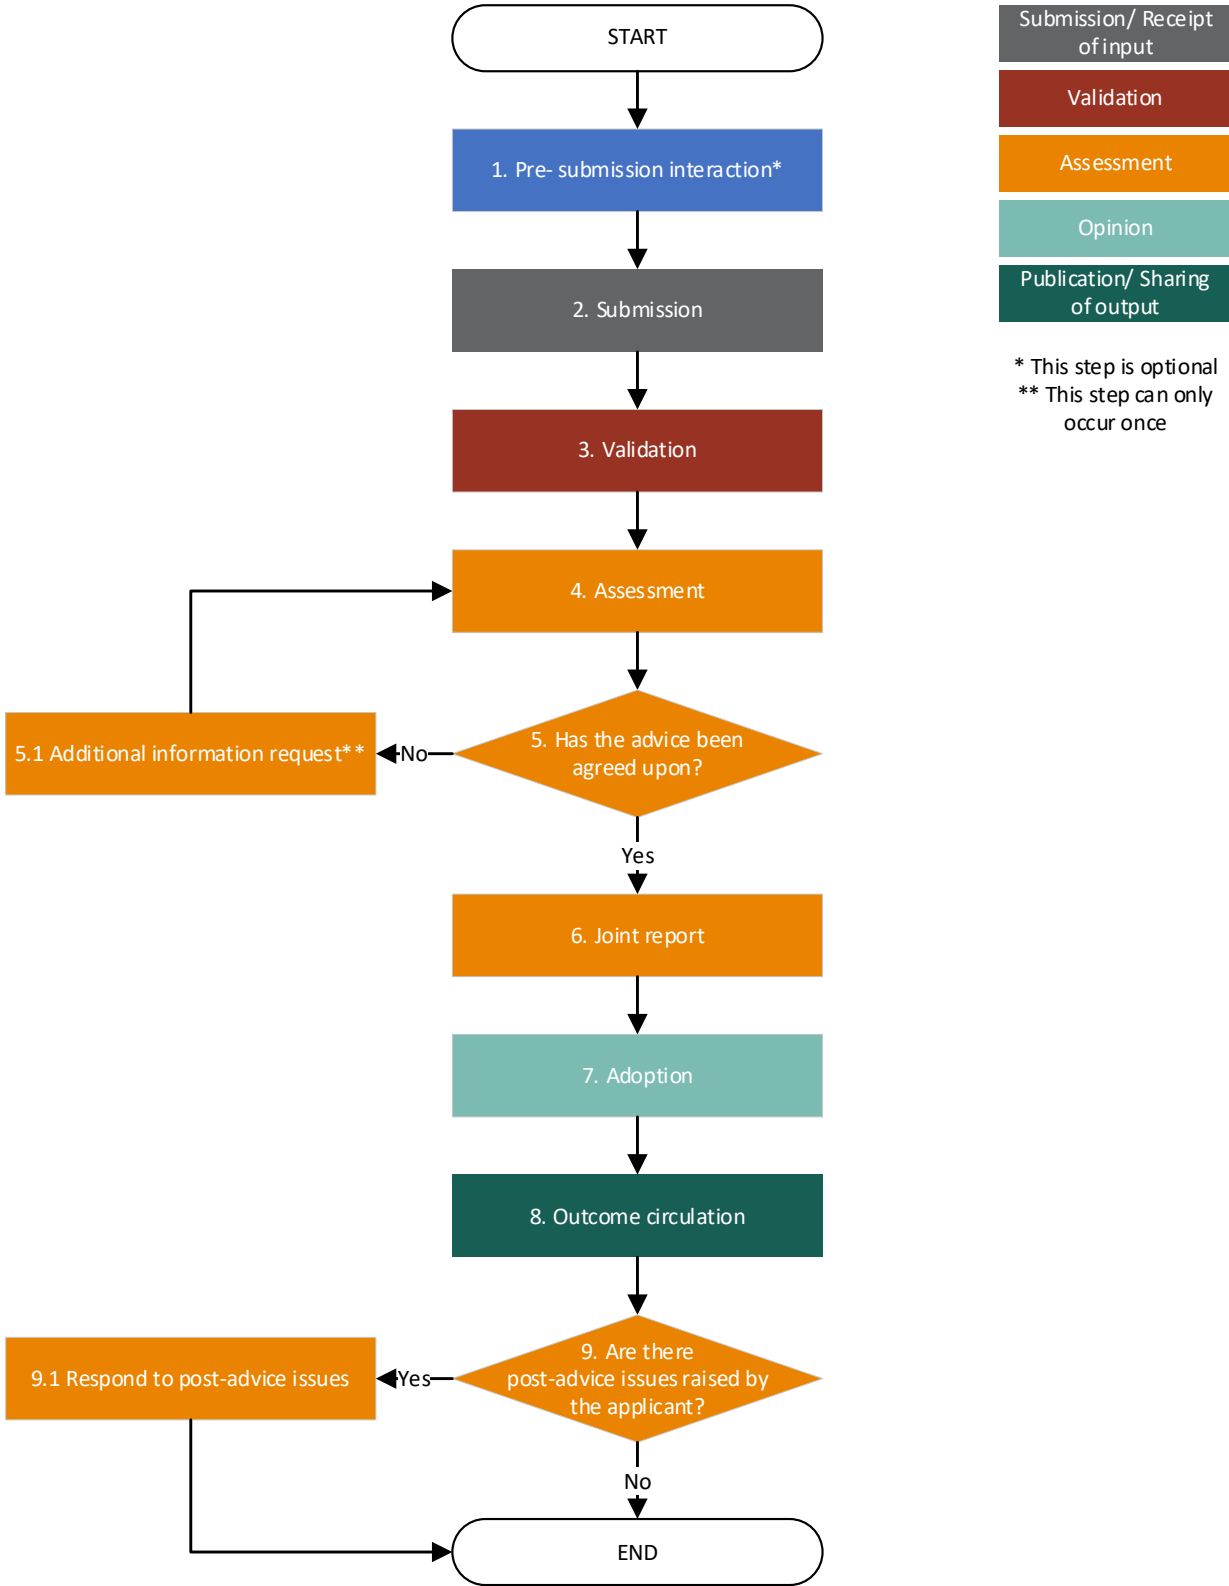 START
1. Pre- submission interaction*
2. Submission
3. Validation
4. Assessment
5. Has the advice been
agreed upon?
No
5.1 Additional information request**
Yes
6. Joint report
7. Adoption
8. Outcome circulation
9. Are there
post-advice issues raised by
the applicant?
Yes
9.1 Respond to post-advice issues
No
END
Submission/ Receipt
of input
Validation
Assessment
Opinion
Publication/ Sharing
of output
* This step is optional
** This step can only
occur once